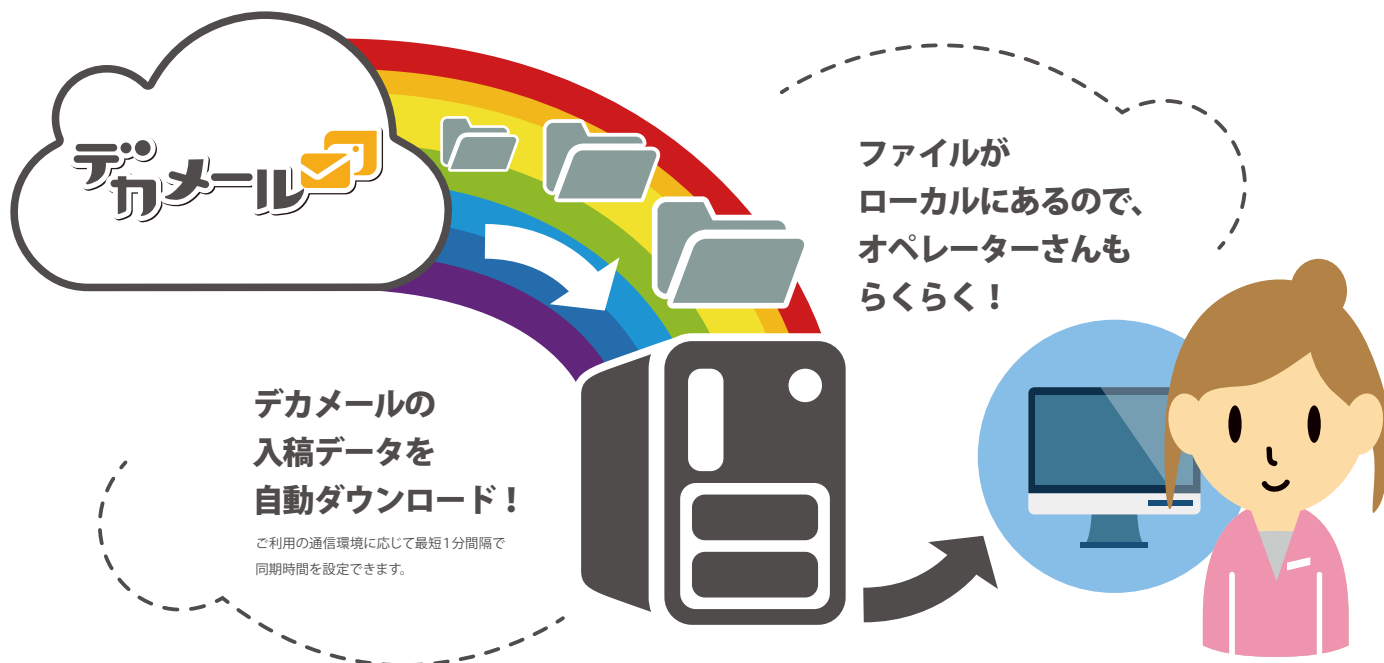 デカメール
ファイルが
ローカルにあるので、
オペレーターさんも
らくらく！
デカメールの
入稿データを
自動ダウンロード！
ご利用の通信環境に応じて最短1分間隔で
同期時間を設定できます。